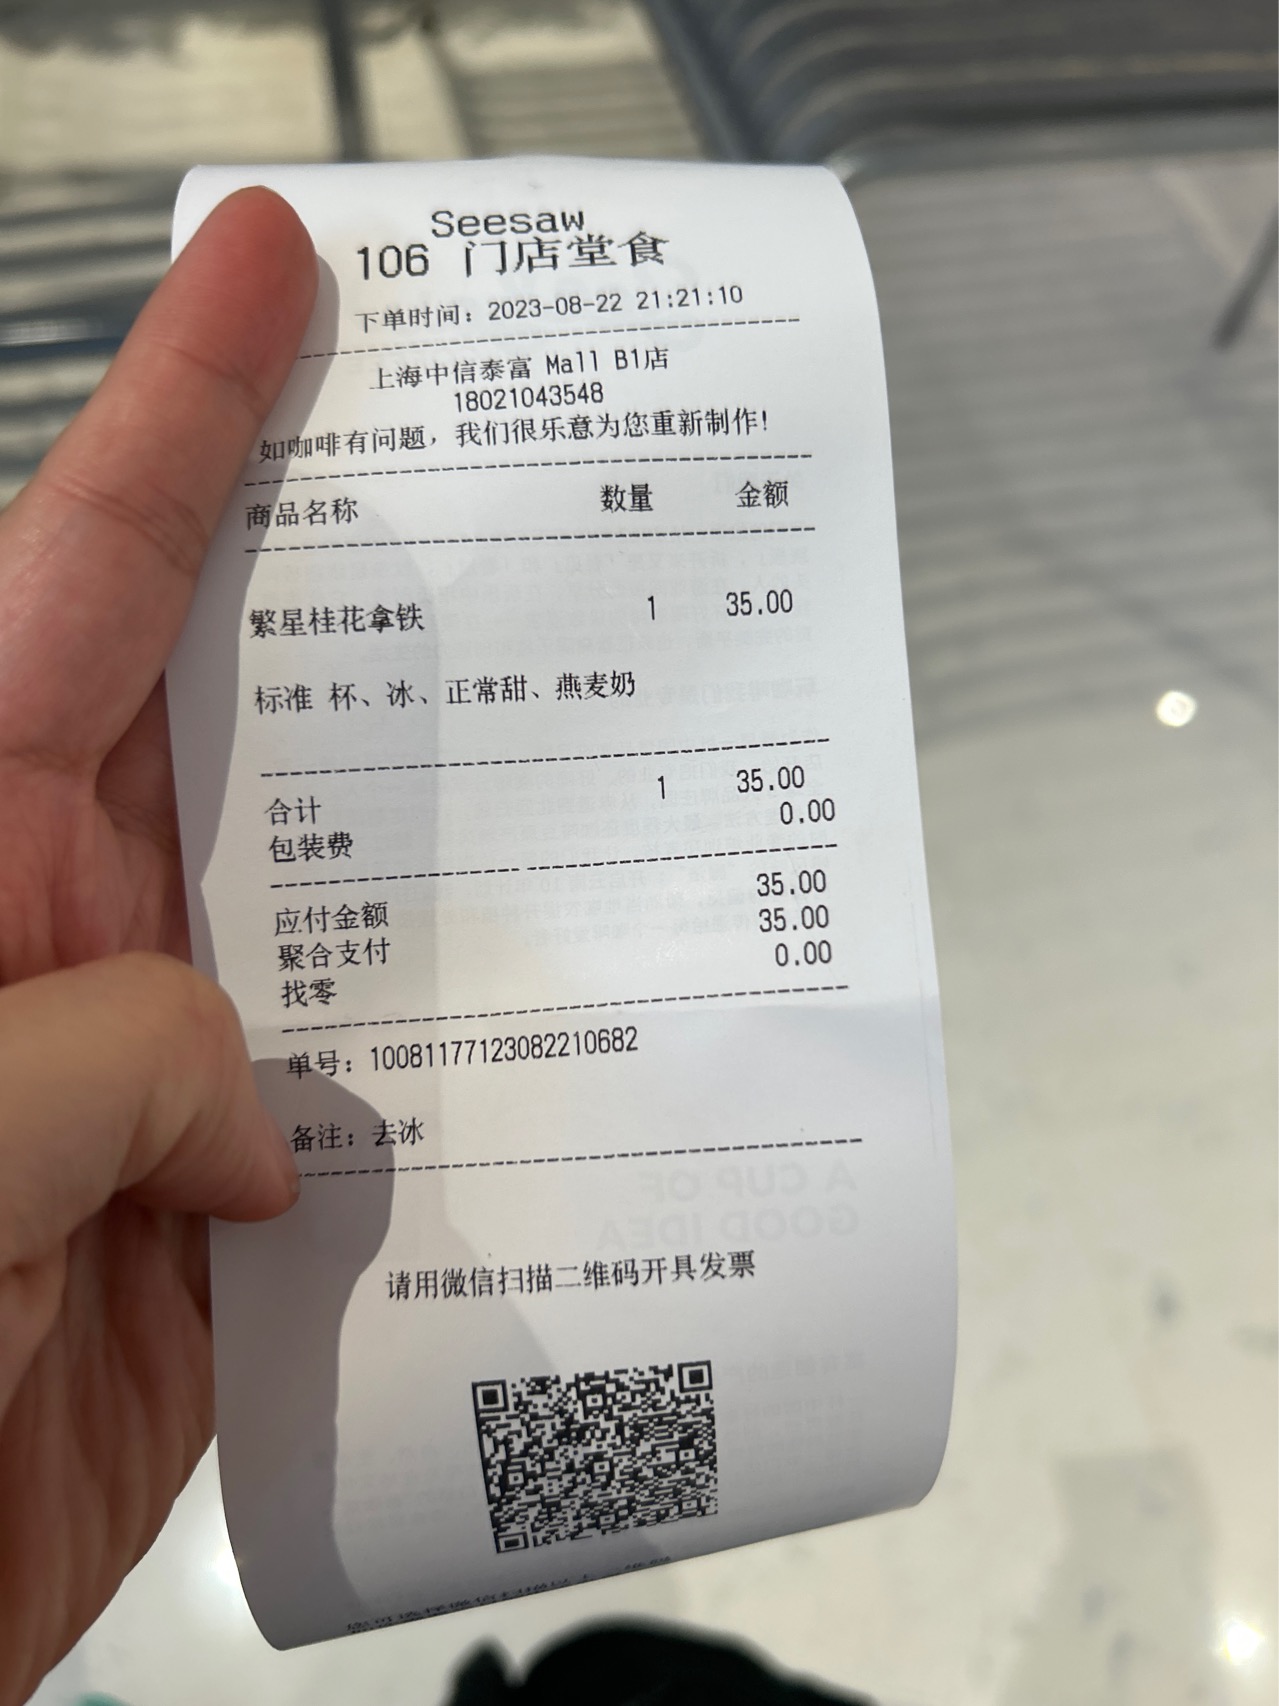 Seesaw
106 门店堂食
下单时间：2023-08-22 21:21:10
上海中信泰富 Mall B1店
18021043548
如咖啡有问题，我们很乐意为您重新制作！
商品名称 数量 金额
繁星桂花拿铁 1 35.00
标准 杯、冰、正常甜、燕麦奶
合计 1 35.00
包装费 0.00
应付金额 35.00
聚合支付 35.00
找零 0.00
单号：10081177123082210682
备注：去冰
A CUP OF
GOOD IDEA
请用微信扫描二维码开具发票